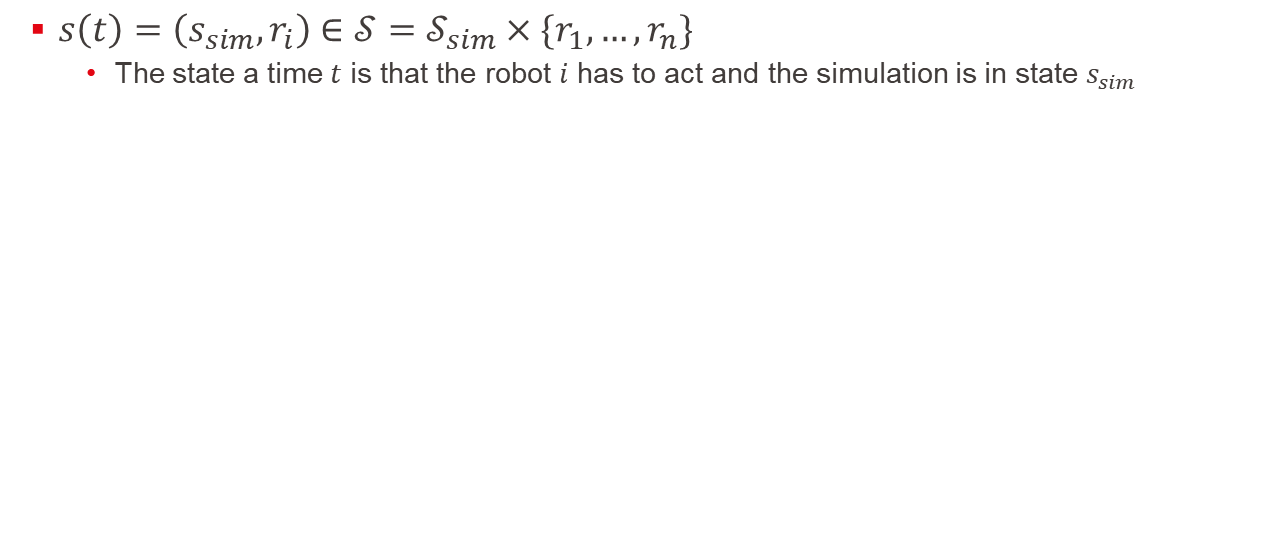 ▪ s(t) = (s_sim, r_i) ∈ 𝒮 = 𝒮_sim × {r_1, …, r_n}
• The state a time t is that the robot i has to act and the simulation is in state s_sim